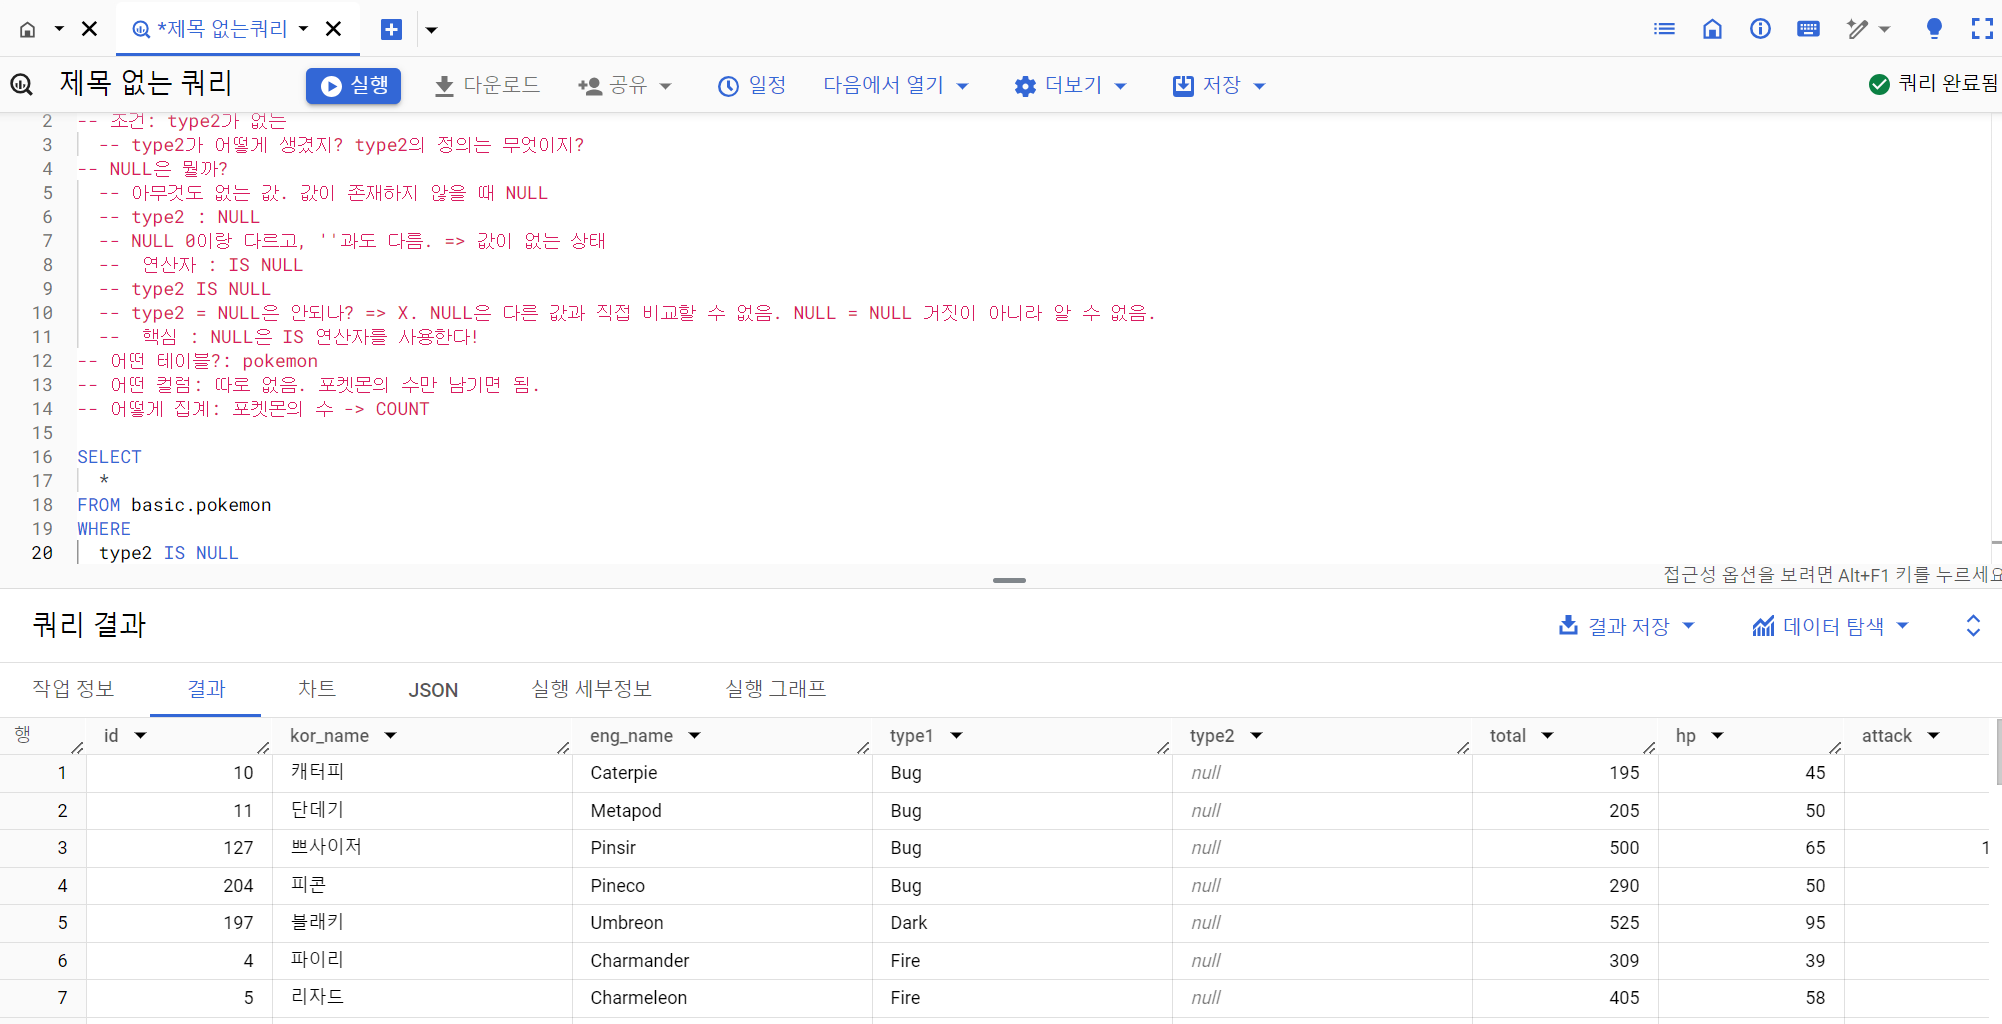 *제목 없는쿼리
제목 없는 쿼리 실행 다운로드 공유 일정 다음에서 열기 더보기 저장 쿼리 완료됨
2 -- 조건: type2가 없는
3 -- type2가 어떻게 생겼지? type2의 정의는 무엇이지?
4 -- NULL은 뭘까?
5 -- 아무것도 없는 값. 값이 존재하지 않을 때 NULL
6 -- type2 : NULL
7 -- NULL 0이랑 다르고, ''과도 다름. => 값이 없는 상태
8 -- 연산자 : IS NULL
9 -- type2 IS NULL
10 -- type2 = NULL은 안되나? => X. NULL은 다른 값과 직접 비교할 수 없음. NULL = NULL 거짓이 아니라 알 수 없음.
11 -- 핵심 : NULL은 IS 연산자를 사용한다!
12 -- 어떤 테이블?: pokemon
13 -- 어떤 컬럼: 따로 없음. 포켓몬의 수만 남기면 됨.
14 -- 어떻게 집계: 포켓몬의 수 -> COUNT
15
16 SELECT
17 *
18 FROM basic.pokemon
19 WHERE
20 type2 IS NULL
접근성 옵션을 보려면 Alt+F1 키를 누르세요
쿼리 결과 결과 저장 데이터 탐색
작업 정보 결과 차트 JSON 실행 세부정보 실행 그래프
행 id kor_name eng_name type1 type2 total hp attack
1 10 캐터피 Caterpie Bug null 195 45
2 11 단데기 Metapod Bug null 205 50
3 127 쁘사이저 Pinsir Bug null 500 65 1
4 204 피콘 Pineco Bug null 290 50
5 197 블래키 Umbreon Dark null 525 95
6 4 파이리 Charmander Fire null 309 39
7 5 리자드 Charmeleon Fire null 405 58